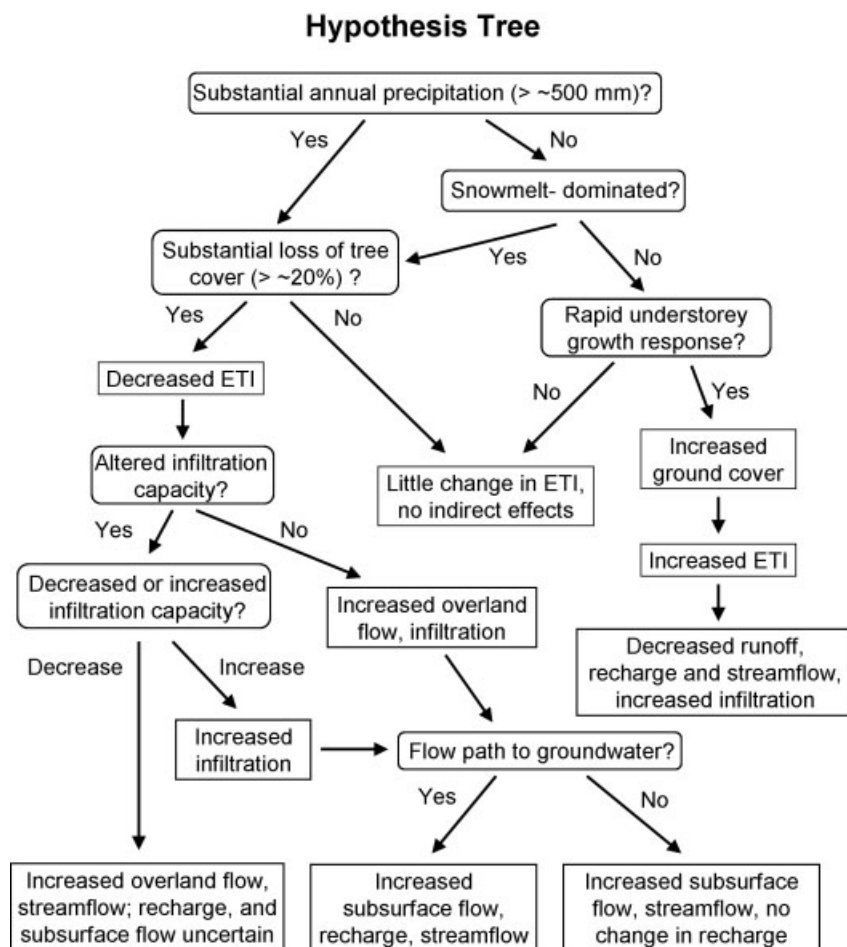 Hypothesis Tree
Substantial annual precipitation (> ~500 mm)?
Yes
No
Snowmelt- dominated?
Substantial loss of tree
cover (> ~20%) ?
Yes
No
Yes
No
Rapid understorey
growth response?
Decreased ETI
No
Yes
Altered infiltration
capacity?
Little change in ETI,
no indirect effects
Increased
ground cover
Yes
No
Increased ETI
Decreased or increased
infiltration capacity?
Increased overland
flow, infiltration
Decreased runoff,
recharge and streamflow,
increased infiltration
Decrease
Increase
Increased
infiltration
Flow path to groundwater?
Yes
No
Increased overland flow,
streamflow; recharge, and
subsurface flow uncertain
Increased
subsurface flow,
recharge, streamflow
Increased subsurface
flow, streamflow, no
change in recharge